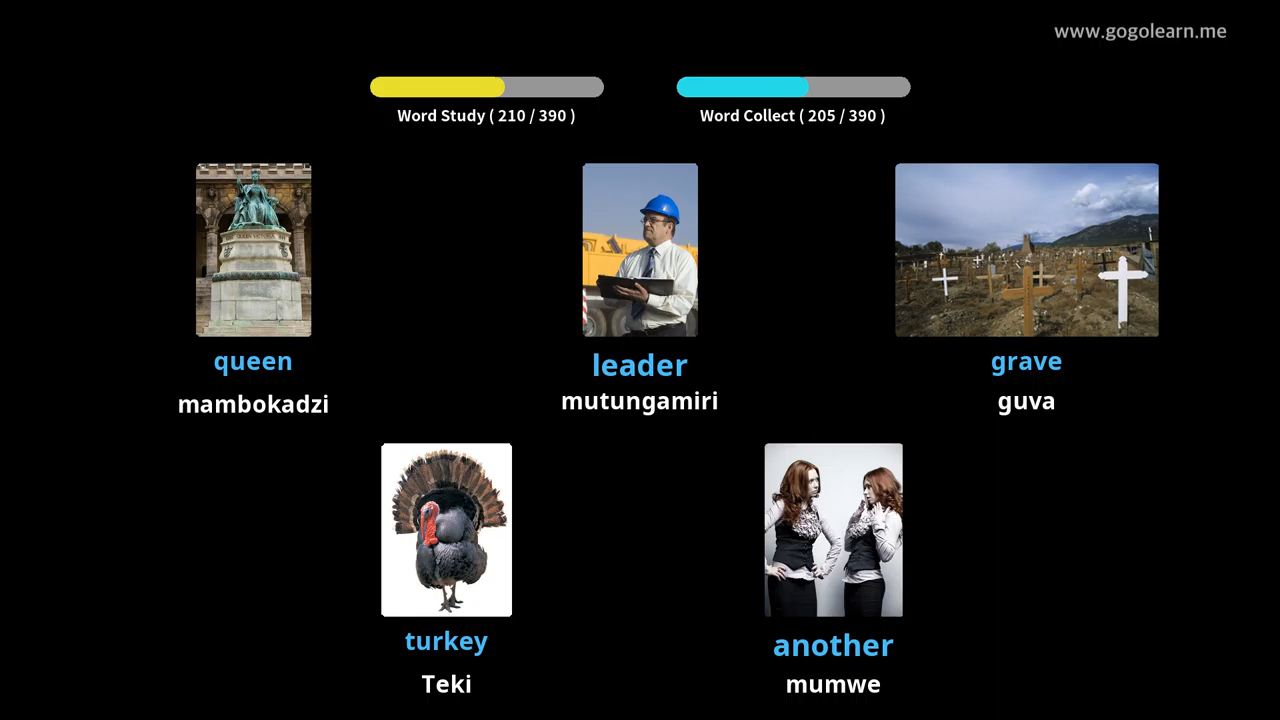 www.gogolearn.me
Word Study ( 210 / 390 )
Word Collect ( 205 / 390 )
queen
mambokadzi
leader
mutungamiri
grave
guva
turkey
Teki
another
mumwe